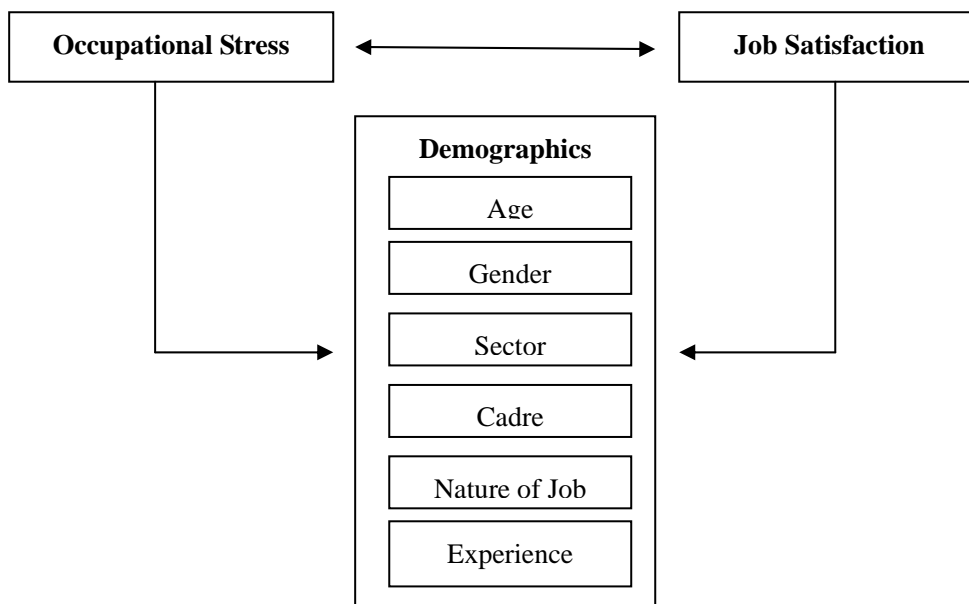 Occupational Stress
Job Satisfaction
Demographics
Age
Gender
Sector
Cadre
Nature of Job
Experience